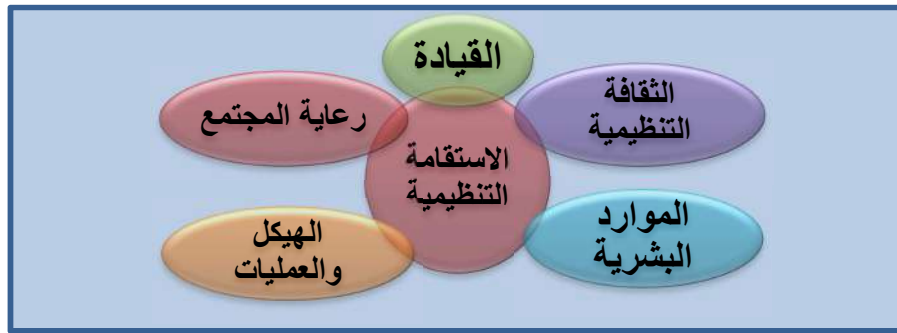 القيادة
الثقافة
التنظيمية
رعاية المجتمع
الاستقامة
التنظيمية
الموارد
البشرية
الهيكل
والعمليات